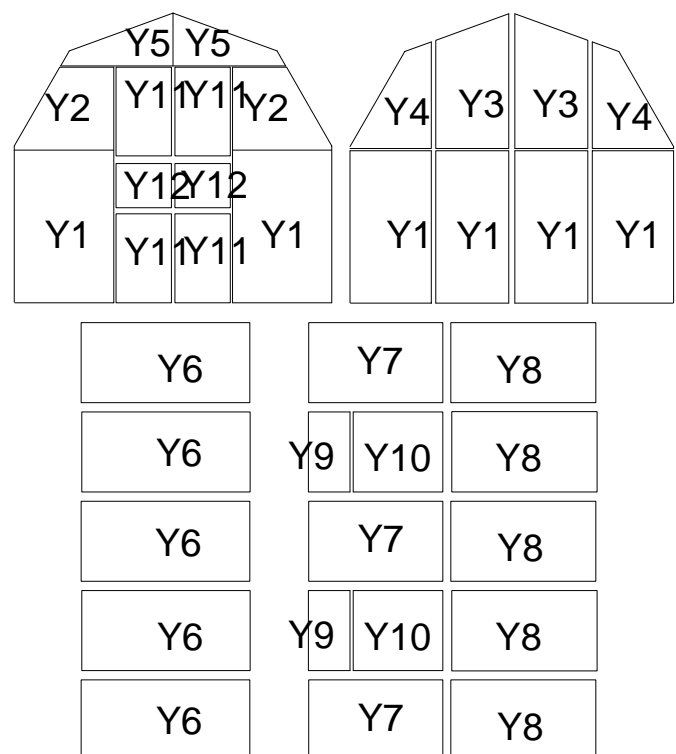 Y5 Y5
Y2 Y11 Y11 Y2
Y12 Y12
Y1 Y11 Y11 Y1
Y4 Y3 Y3 Y4
Y1 Y1 Y1 Y1
Y6 Y7 Y8
Y6 Y9 Y10 Y8
Y6 Y7 Y8
Y6 Y9 Y10 Y8
Y6 Y7 Y8